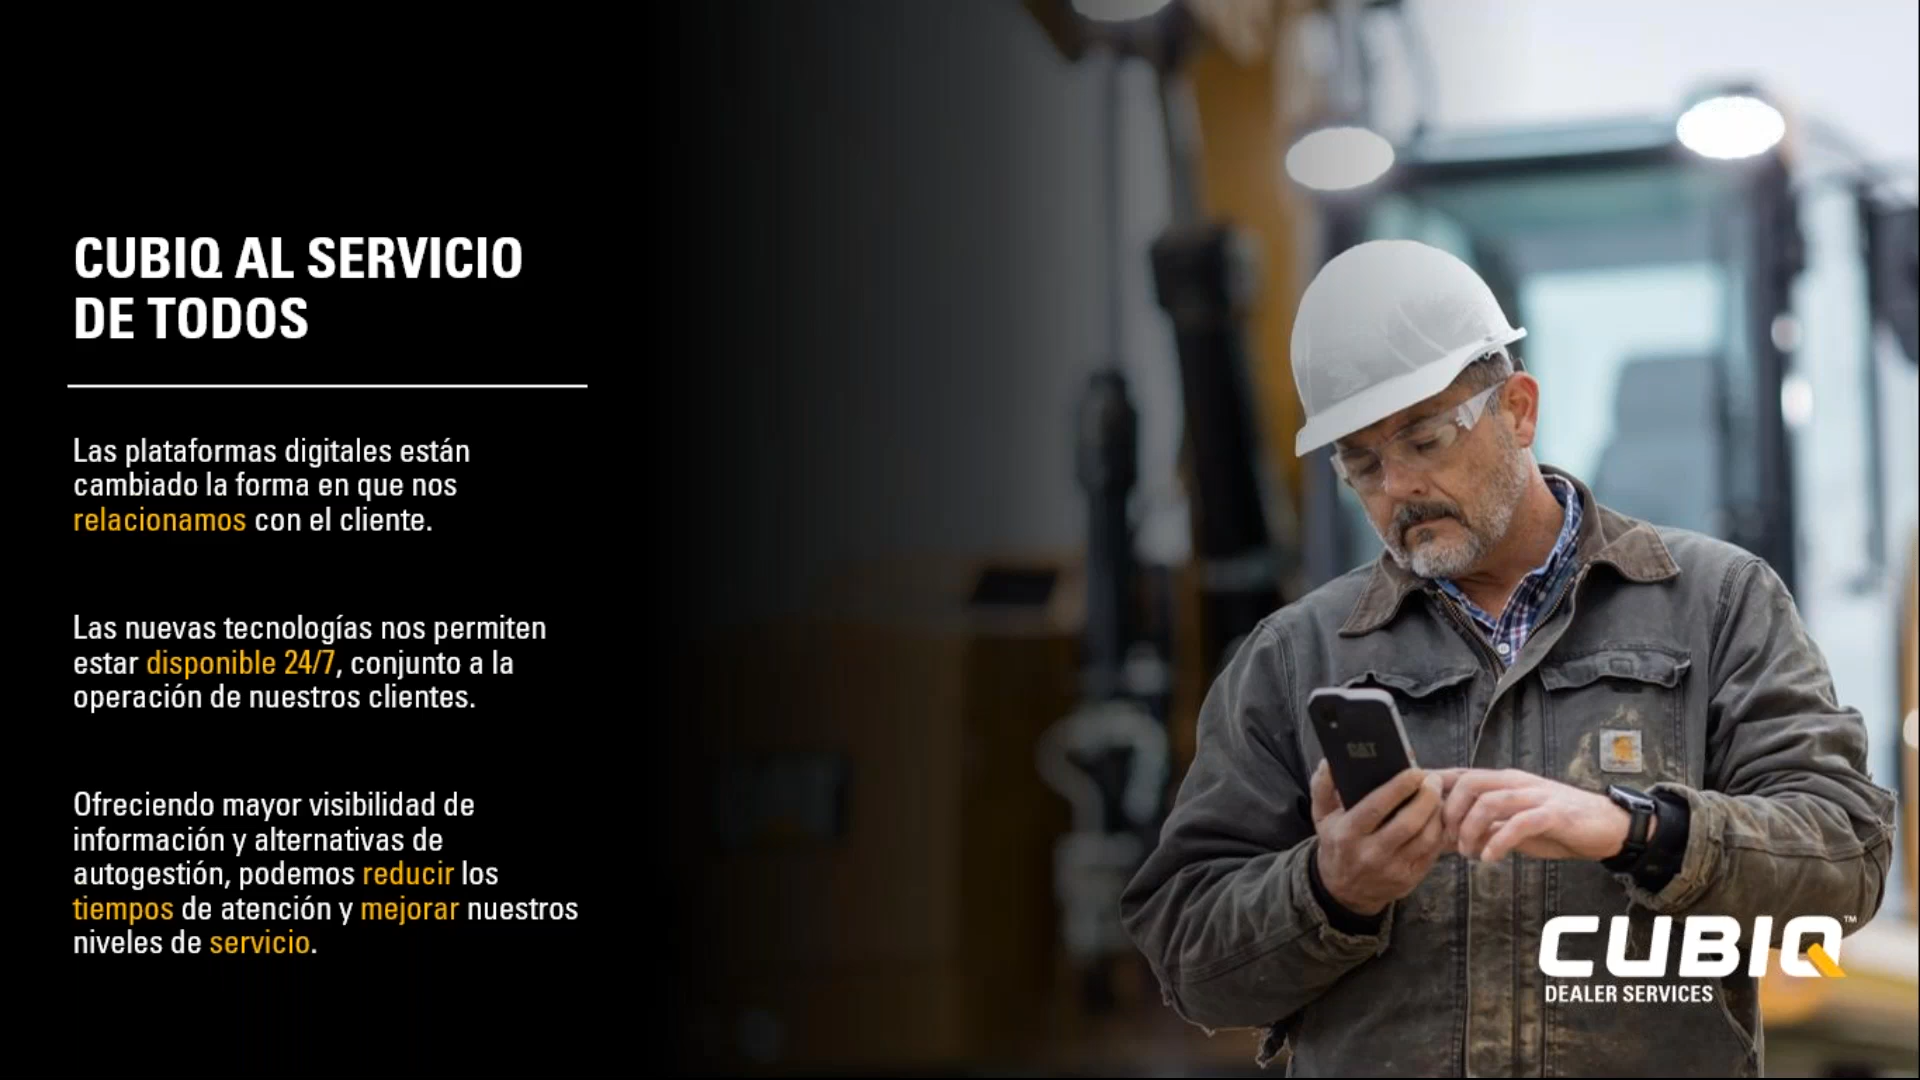 CUBIQ AL SERVICIO
DE TODOS
Las plataformas digitales están
cambiado la forma en que nos
relacionamos con el cliente.
Las nuevas tecnologías nos permiten
estar disponible 24/7, conjunto a la
operación de nuestros clientes.
Ofreciendo mayor visibilidad de
información y alternativas de
autogestión, podemos reducir los
tiempos de atención y mejorar nuestros
niveles de servicio.
CAT
CUBIQ™
DEALER SERVICES